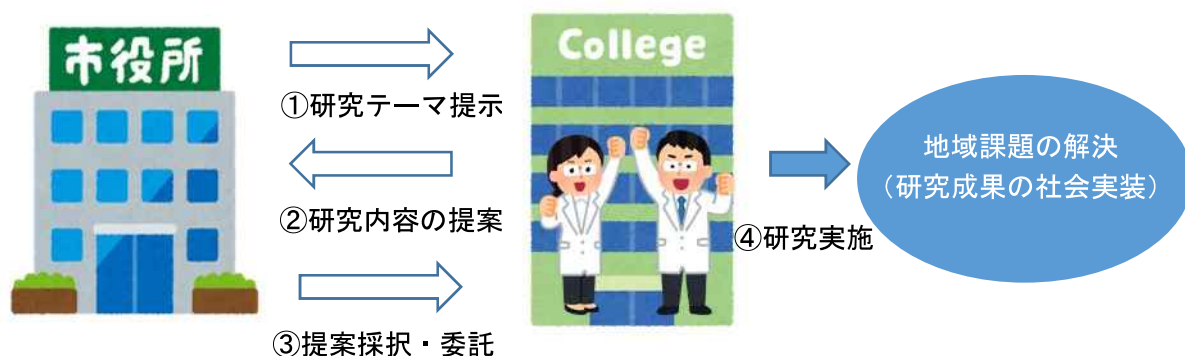 市役所
College
①研究テーマ提示
②研究内容の提案
③提案採択・委託
④研究実施
地域課題の解決
（研究成果の社会実装）